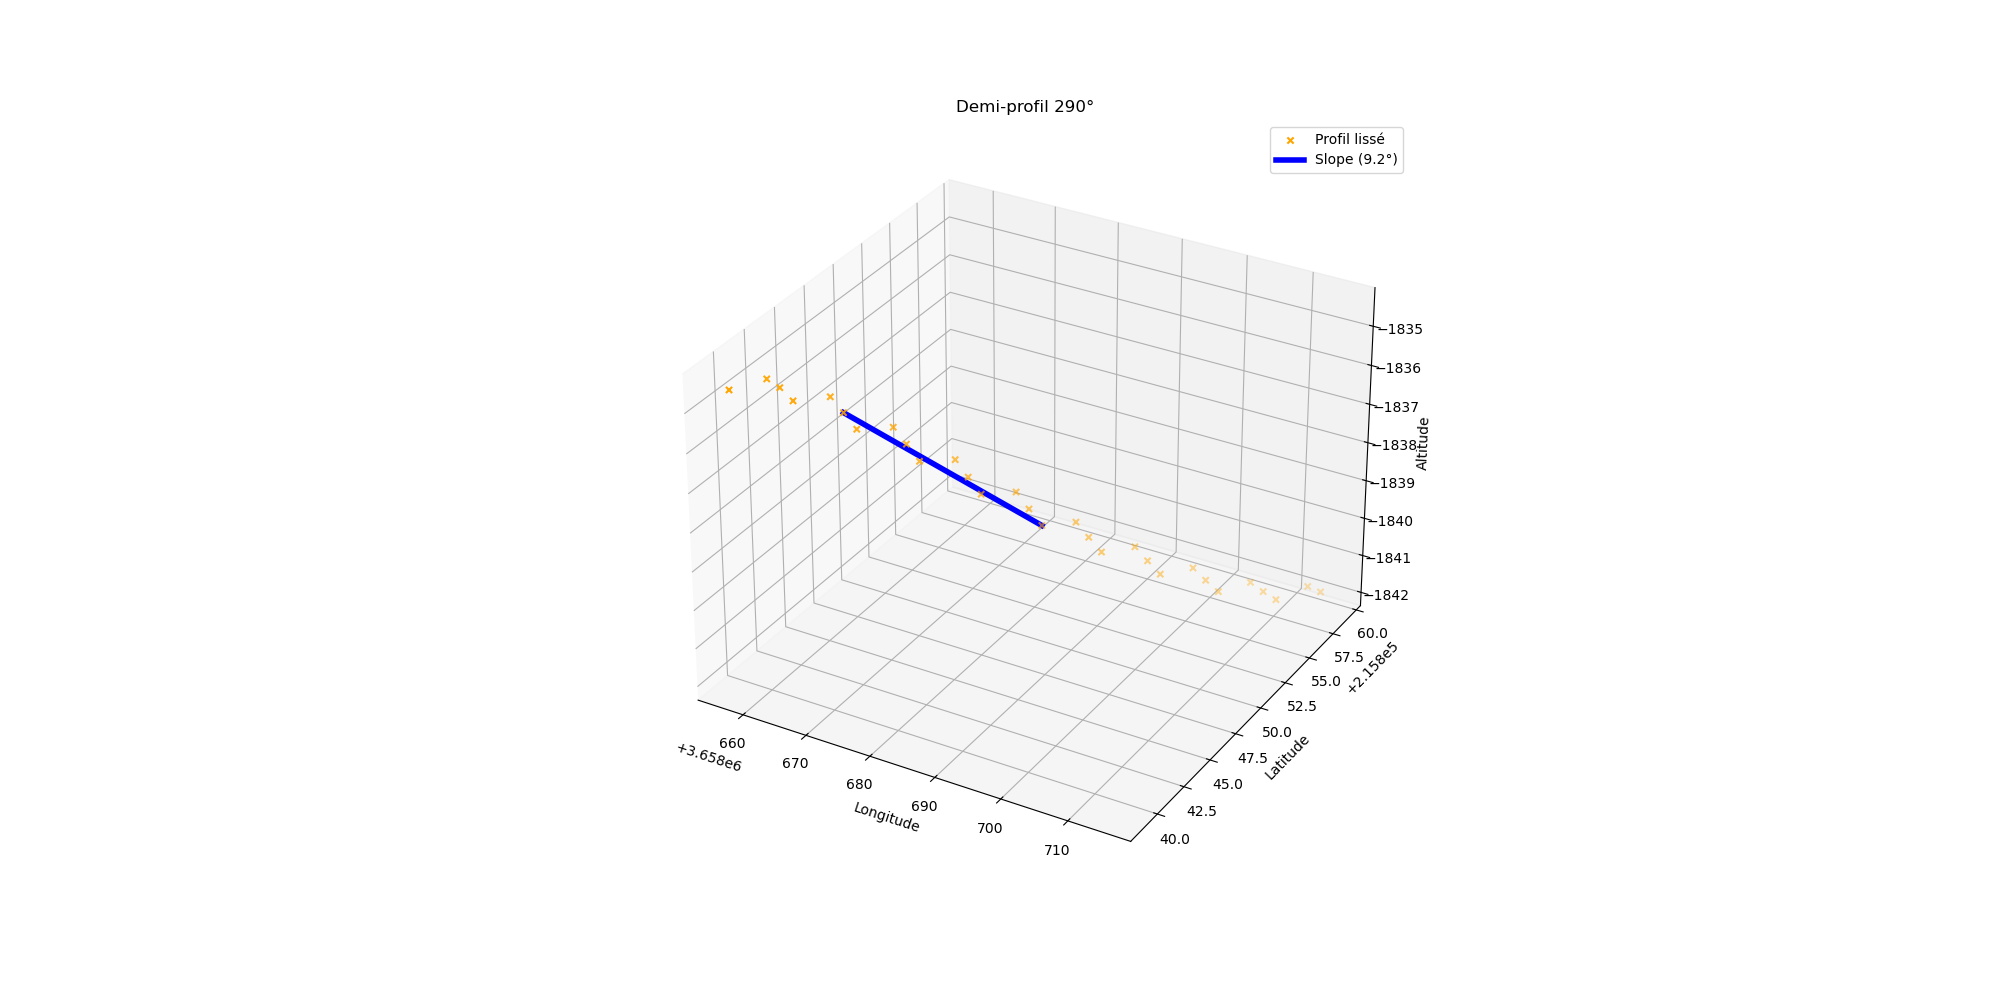 Demi-profil 290°
Profil lissé
Slope (9.2°)
−1835
−1836
−1837
−1838
−1839
−1840
−1841
−1842
Altitude
60.0
57.5
55.0
52.5
50.0
47.5
45.0
42.5
40.0
+2.158e5
Latitude
660
670
680
690
700
710
+3.658e6
Longitude